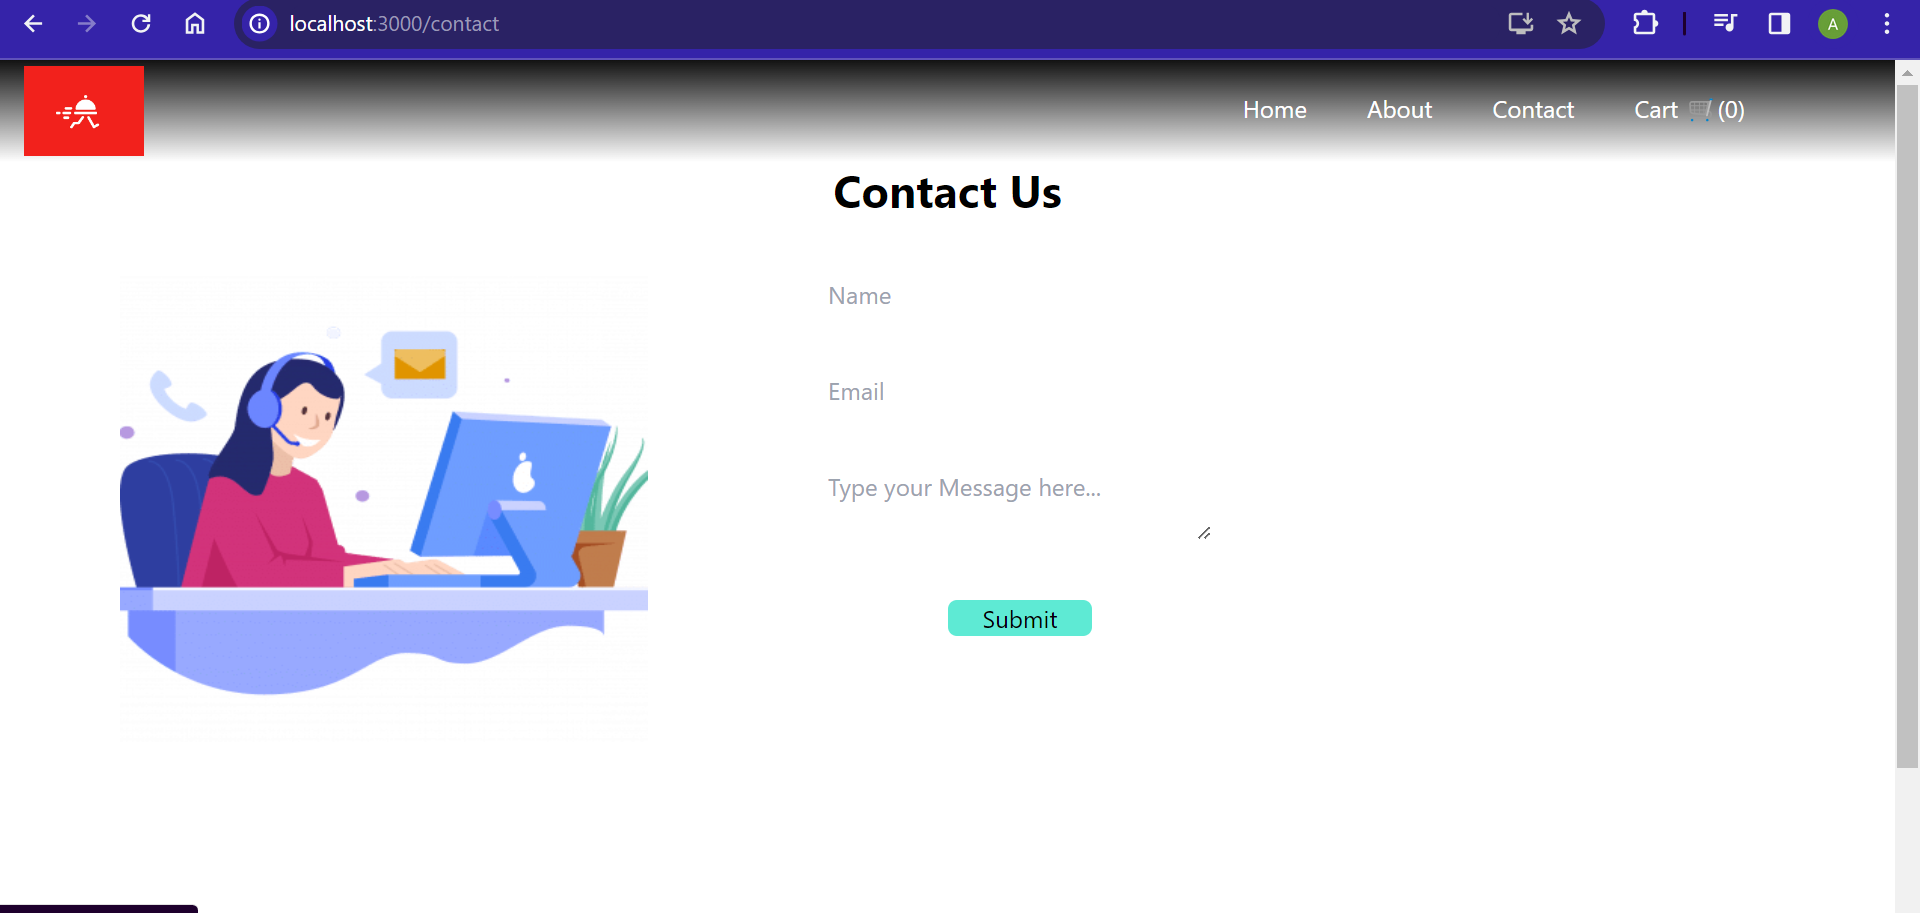 localhost:3000/contact
A
Home About Contact Cart 🛒(0)
Contact Us
Name
Email
Type your Message here...
Submit